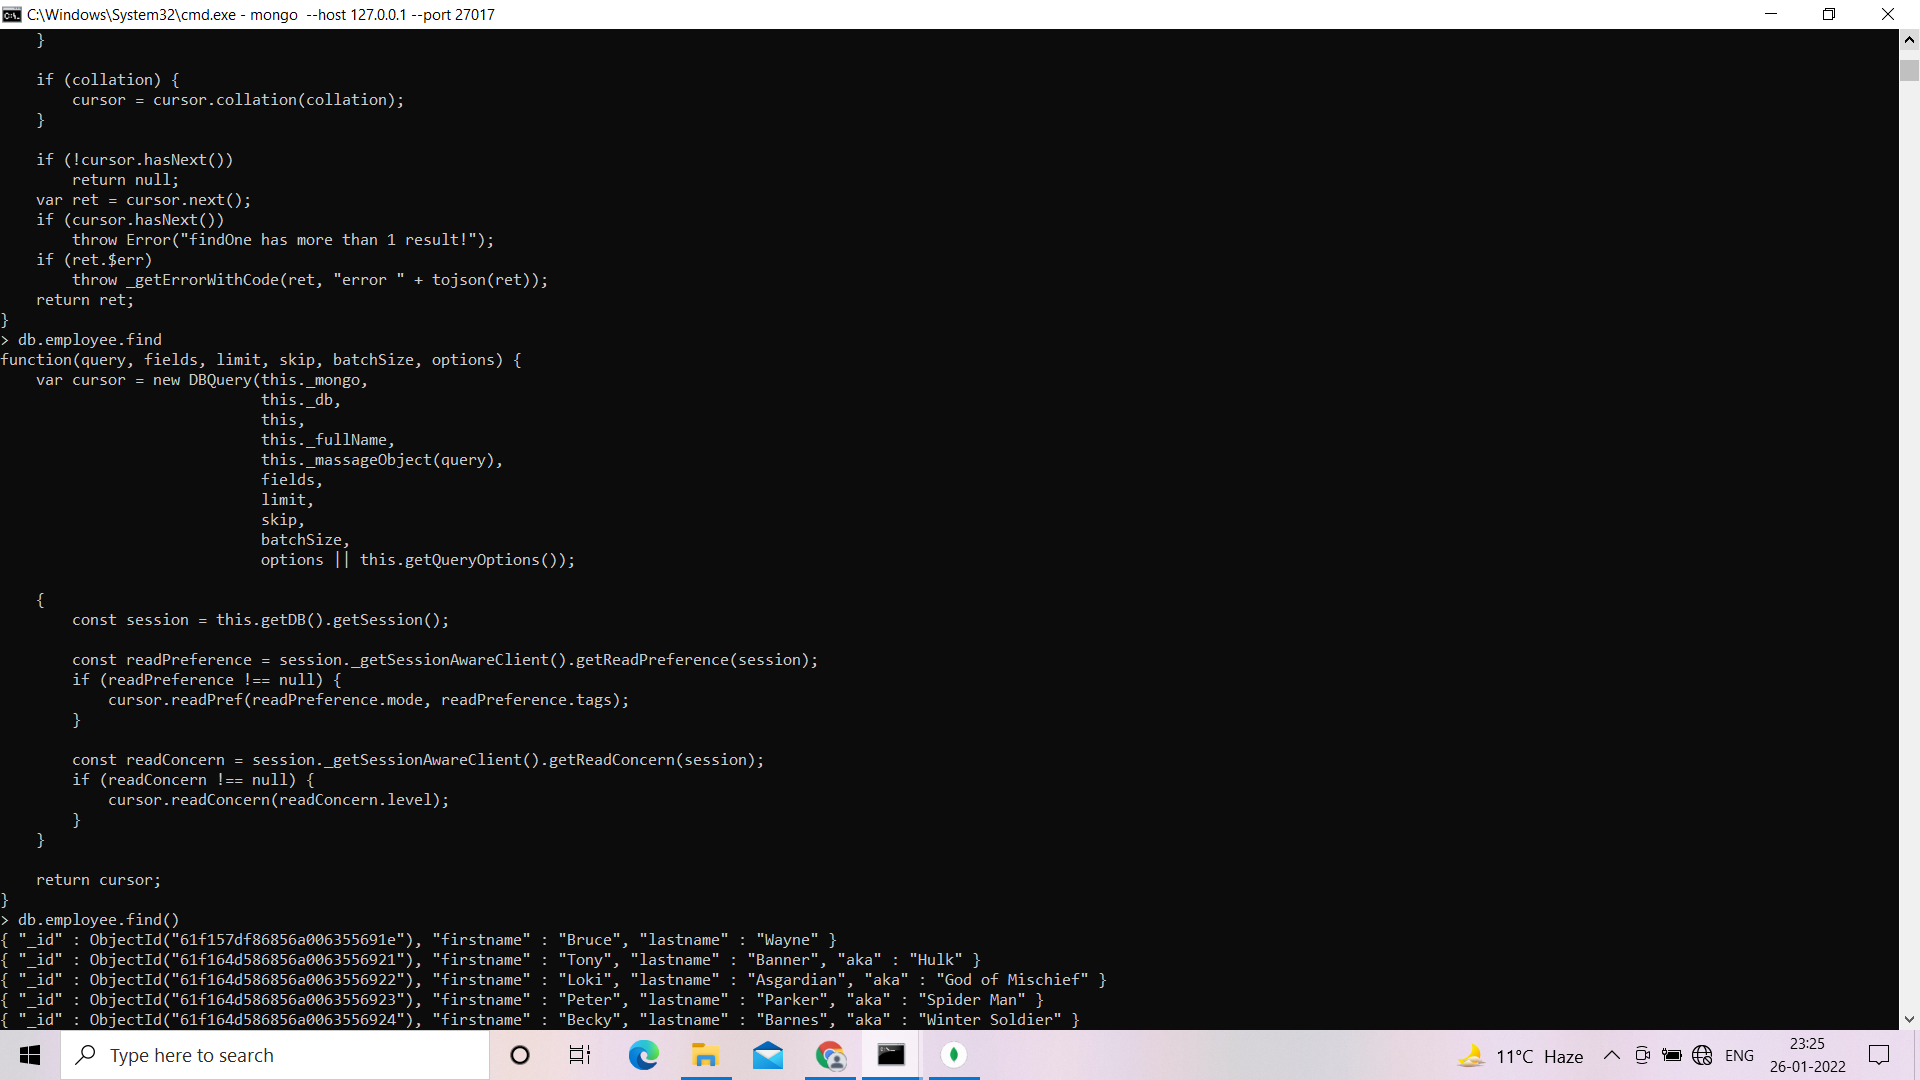 C:\Windows\System32\cmd.exe - mongo  --host 127.0.0.1 --port 27017
    }
    if (collation) {
        cursor = cursor.collation(collation);
    }
    if (!cursor.hasNext())
        return null;
    var ret = cursor.next();
    if (cursor.hasNext())
        throw Error("findOne has more than 1 result!");
    if (ret.$err)
        throw _getErrorWithCode(ret, "error " + tojson(ret));
    return ret;
}
> db.employee.find
function(query, fields, limit, skip, batchSize, options) {
    var cursor = new DBQuery(this._mongo,
                             this._db,
                             this,
                             this._fullName,
                             this._massageObject(query),
                             fields,
                             limit,
                             skip,
                             batchSize,
                             options || this.getQueryOptions());
    {
        const session = this.getDB().getSession();
        const readPreference = session._getSessionAwareClient().getReadPreference(session);
        if (readPreference !== null) {
            cursor.readPref(readPreference.mode, readPreference.tags);
        }
        const readConcern = session._getSessionAwareClient().getReadConcern(session);
        if (readConcern !== null) {
            cursor.readConcern(readConcern.level);
        }
    }
    return cursor;
}
> db.employee.find()
{ "_id" : ObjectId("61f157df86856a006355691e"), "firstname" : "Bruce", "lastname" : "Wayne" }
{ "_id" : ObjectId("61f164d586856a0063556921"), "firstname" : "Tony", "lastname" : "Banner", "aka" : "Hulk" }
{ "_id" : ObjectId("61f164d586856a0063556922"), "firstname" : "Loki", "lastname" : "Asgardian", "aka" : "God of Mischief" }
{ "_id" : ObjectId("61f164d586856a0063556923"), "firstname" : "Peter", "lastname" : "Parker", "aka" : "Spider Man" }
{ "_id" : ObjectId("61f164d586856a0063556924"), "firstname" : "Becky", "lastname" : "Barnes", "aka" : "Winter Soldier" }
Type here to search
11°C Haze
ENG
23:25
26-01-2022